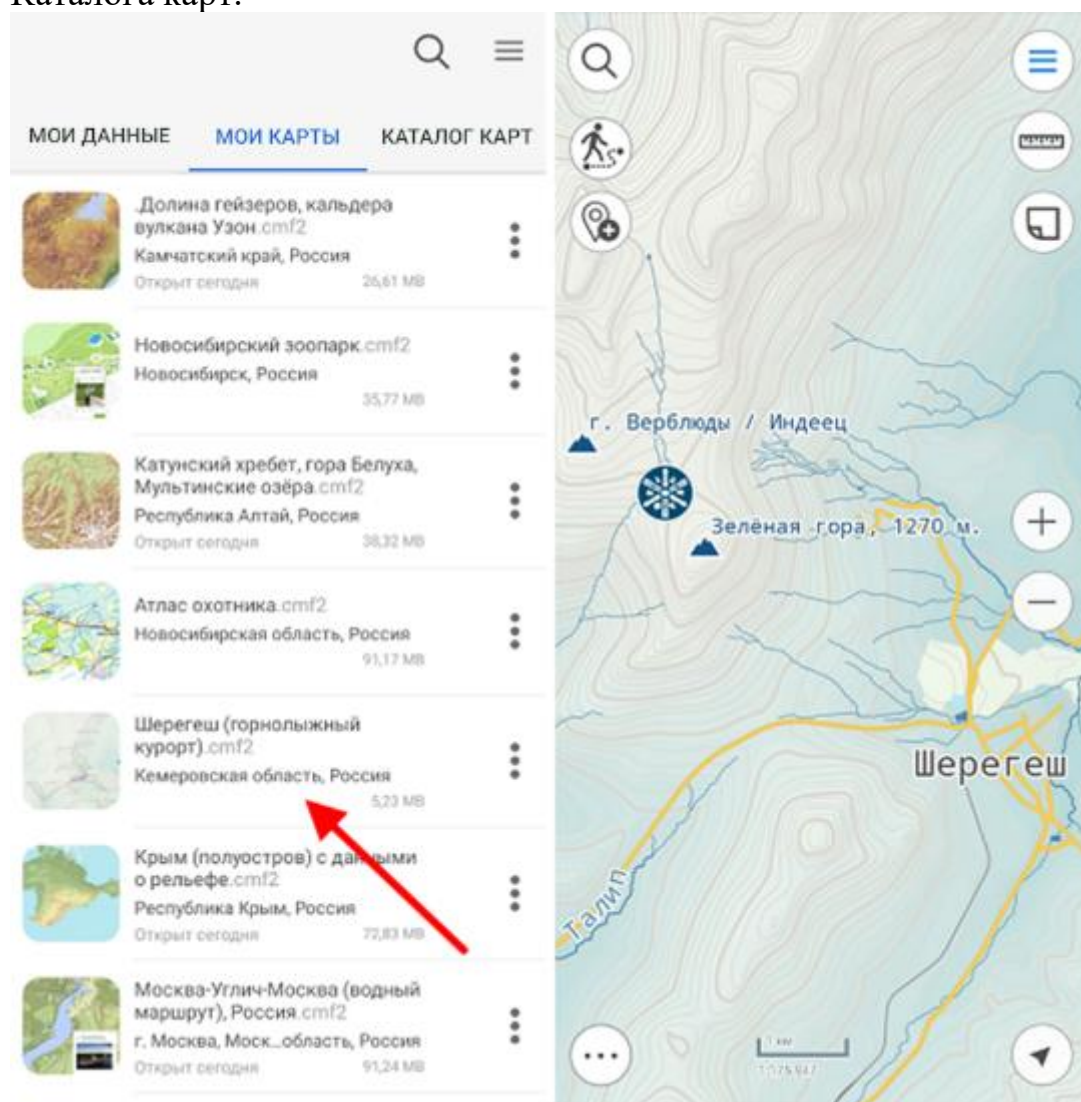 Каталога карт.
МОИ ДАННЫЕ МОИ КАРТЫ КАТАЛОГ КАРТ
.Долина гейзеров, кальдера
вулкана Узон.cmf2
Камчатский край, Россия
Открыт сегодня 26,61 MB
Новосибирский зоопарк.cmf2
Новосибирск, Россия
35,77 MB
Катунский хребет, гора Белуха,
Мультинские озёра.cmf2
Республика Алтай, Россия
Открыт сегодня 38,32 MB
Атлас охотника.cmf2
Новосибирская область, Россия
91,17 MB
Шерегеш (горнолыжный
курорт).cmf2
Кемеровская область, Россия
5,23 MB
Крым (полуостров) с данными
о рельефе.cmf2
Республика Крым, Россия
Открыт сегодня 72,83 MB
Москва-Углич-Москва (водный
маршрут), Россия.cmf2
г. Москва, Моск...область, Россия
Открыт сегодня 91,24 MB
г. Верблюды / Индеец
Зелёная гора, 1270 м.
Шерегеш
Талип
1 км